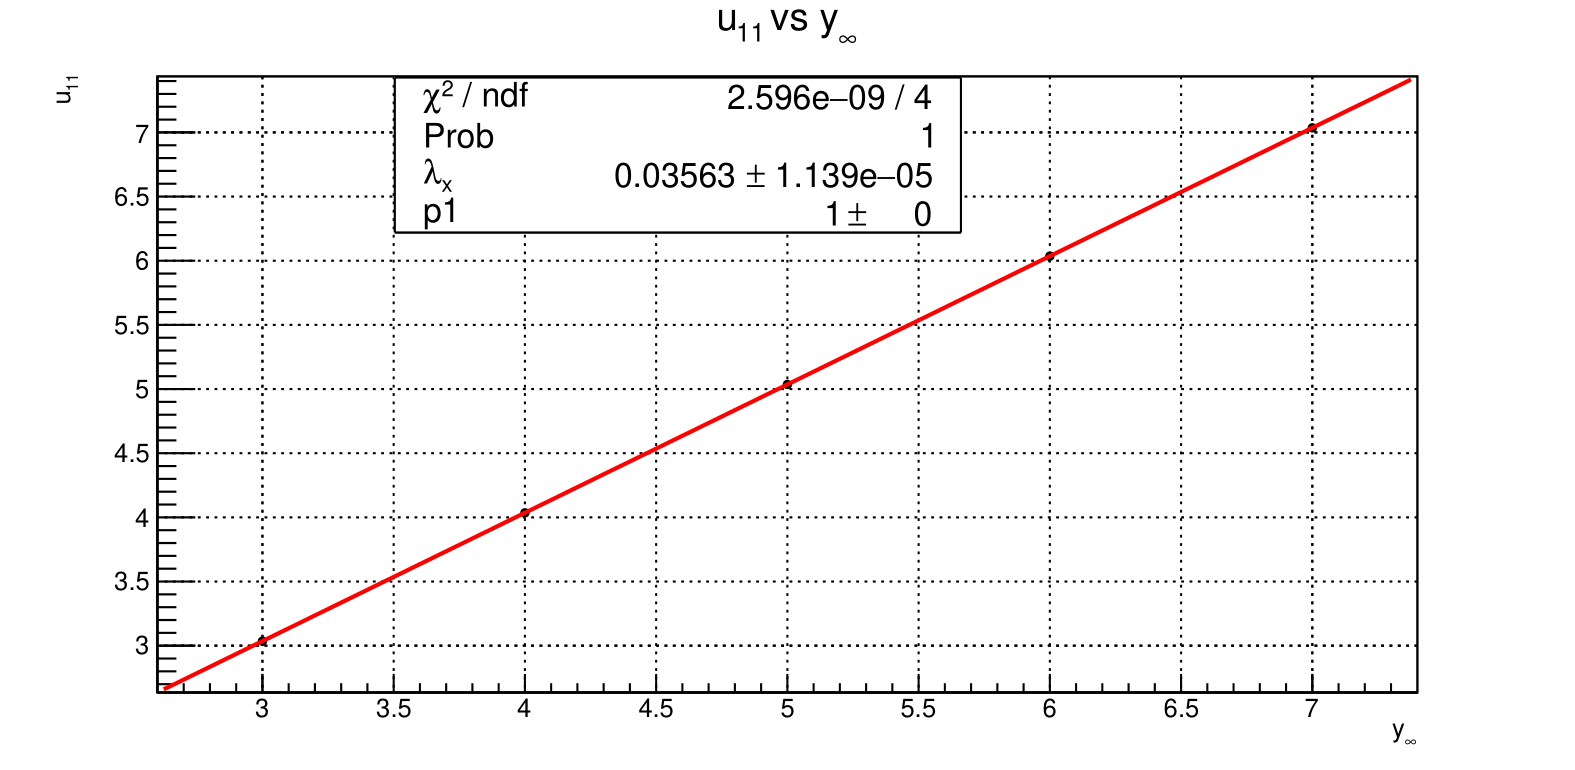 u₁₁ vs y∞
u₁₁
χ² / ndf 2.596e−09 / 4
Prob 1
λₓ 0.03563 ± 1.139e−05
p1 1 ± 0
7
6.5
6
5.5
5
4.5
4
3.5
3
3 3.5 4 4.5 5 5.5 6 6.5 7
y∞